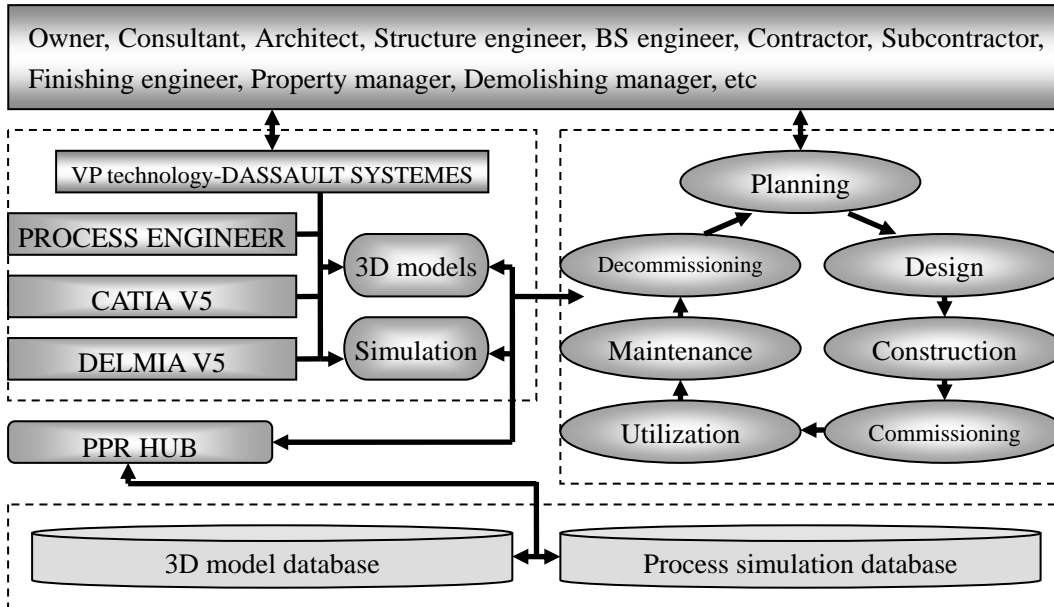 Owner, Consultant, Architect, Structure engineer, BS engineer, Contractor, Subcontractor,
Finishing engineer, Property manager, Demolishing manager, etc
VP technology-DASSAULT SYSTEMES
PROCESS ENGINEER
CATIA V5
DELMIA V5
3D models
Simulation
PPR HUB
Planning
Decommissioning
Design
Maintenance
Construction
Utilization
Commissioning
3D model database
Process simulation database